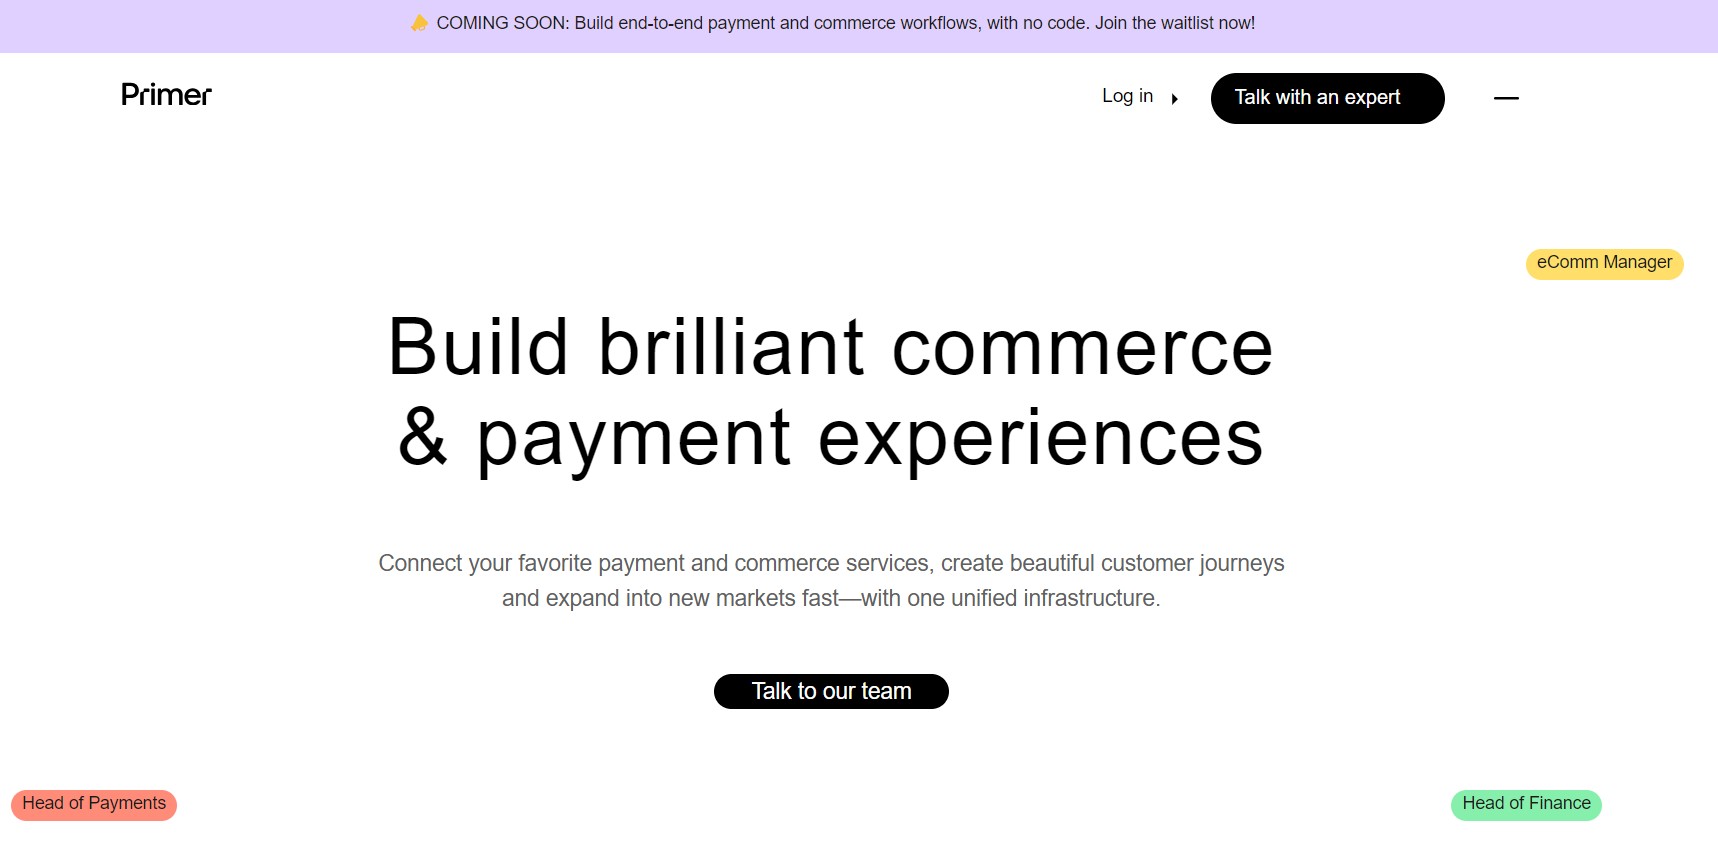 COMING SOON: Build end-to-end payment and commerce workflows, with no code. Join the waitlist now!
Primer
Log in
Talk with an expert
eComm Manager
Build brilliant commerce
& payment experiences
Connect your favorite payment and commerce services, create beautiful customer journeys
and expand into new markets fast—with one unified infrastructure.
Talk to our team
Head of Payments
Head of Finance